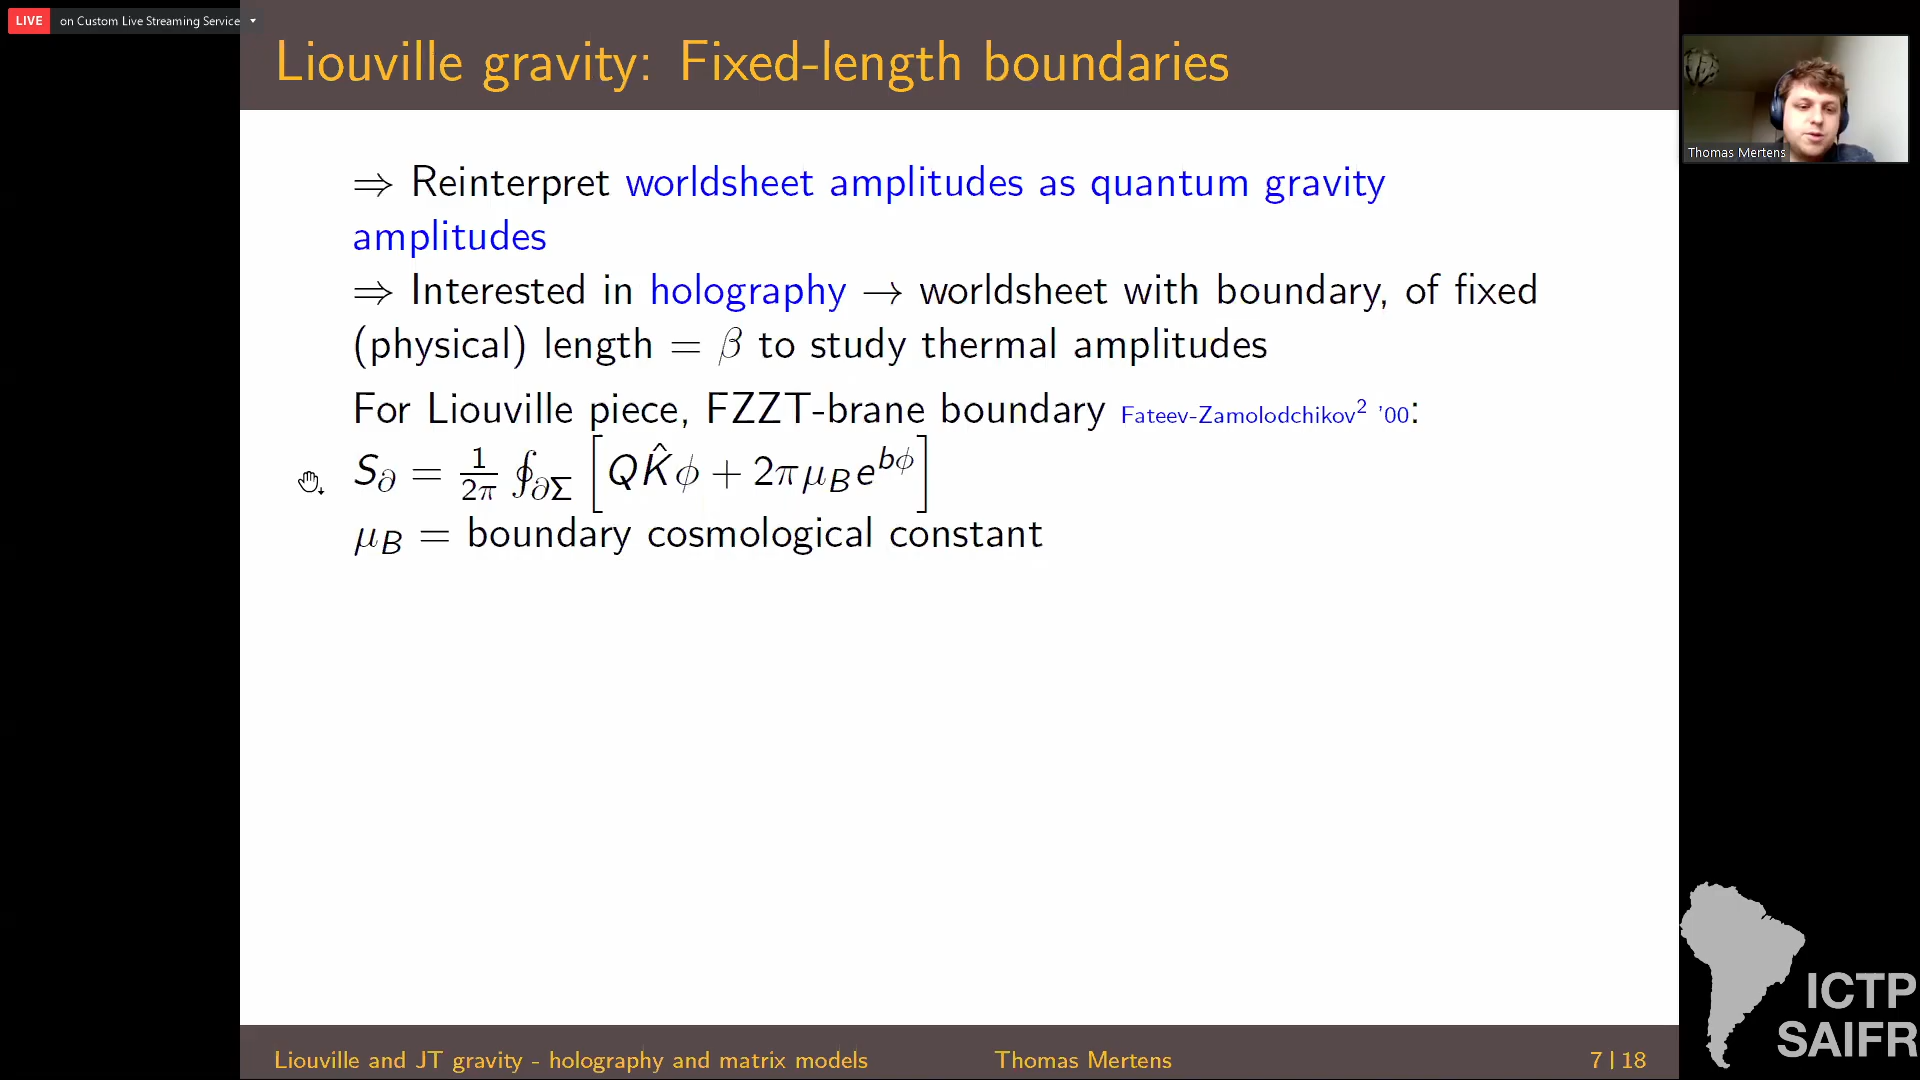 LIVE on Custom Live Streaming Service
Liouville gravity: Fixed-length boundaries
Thomas Mertens
⇒ Reinterpret worldsheet amplitudes as quantum gravity
amplitudes
⇒ Interested in holography → worldsheet with boundary, of fixed
(physical) length = β to study thermal amplitudes
For Liouville piece, FZZT-brane boundary Fateev-Zamolodchikov² '00:
S_∂ = 1/2π ∮_∂Σ [QK̂ϕ + 2πμ_B e^{bϕ}]
μ_B = boundary cosmological constant
ICTP
SAIFR
Liouville and JT gravity - holography and matrix models Thomas Mertens 7 | 18